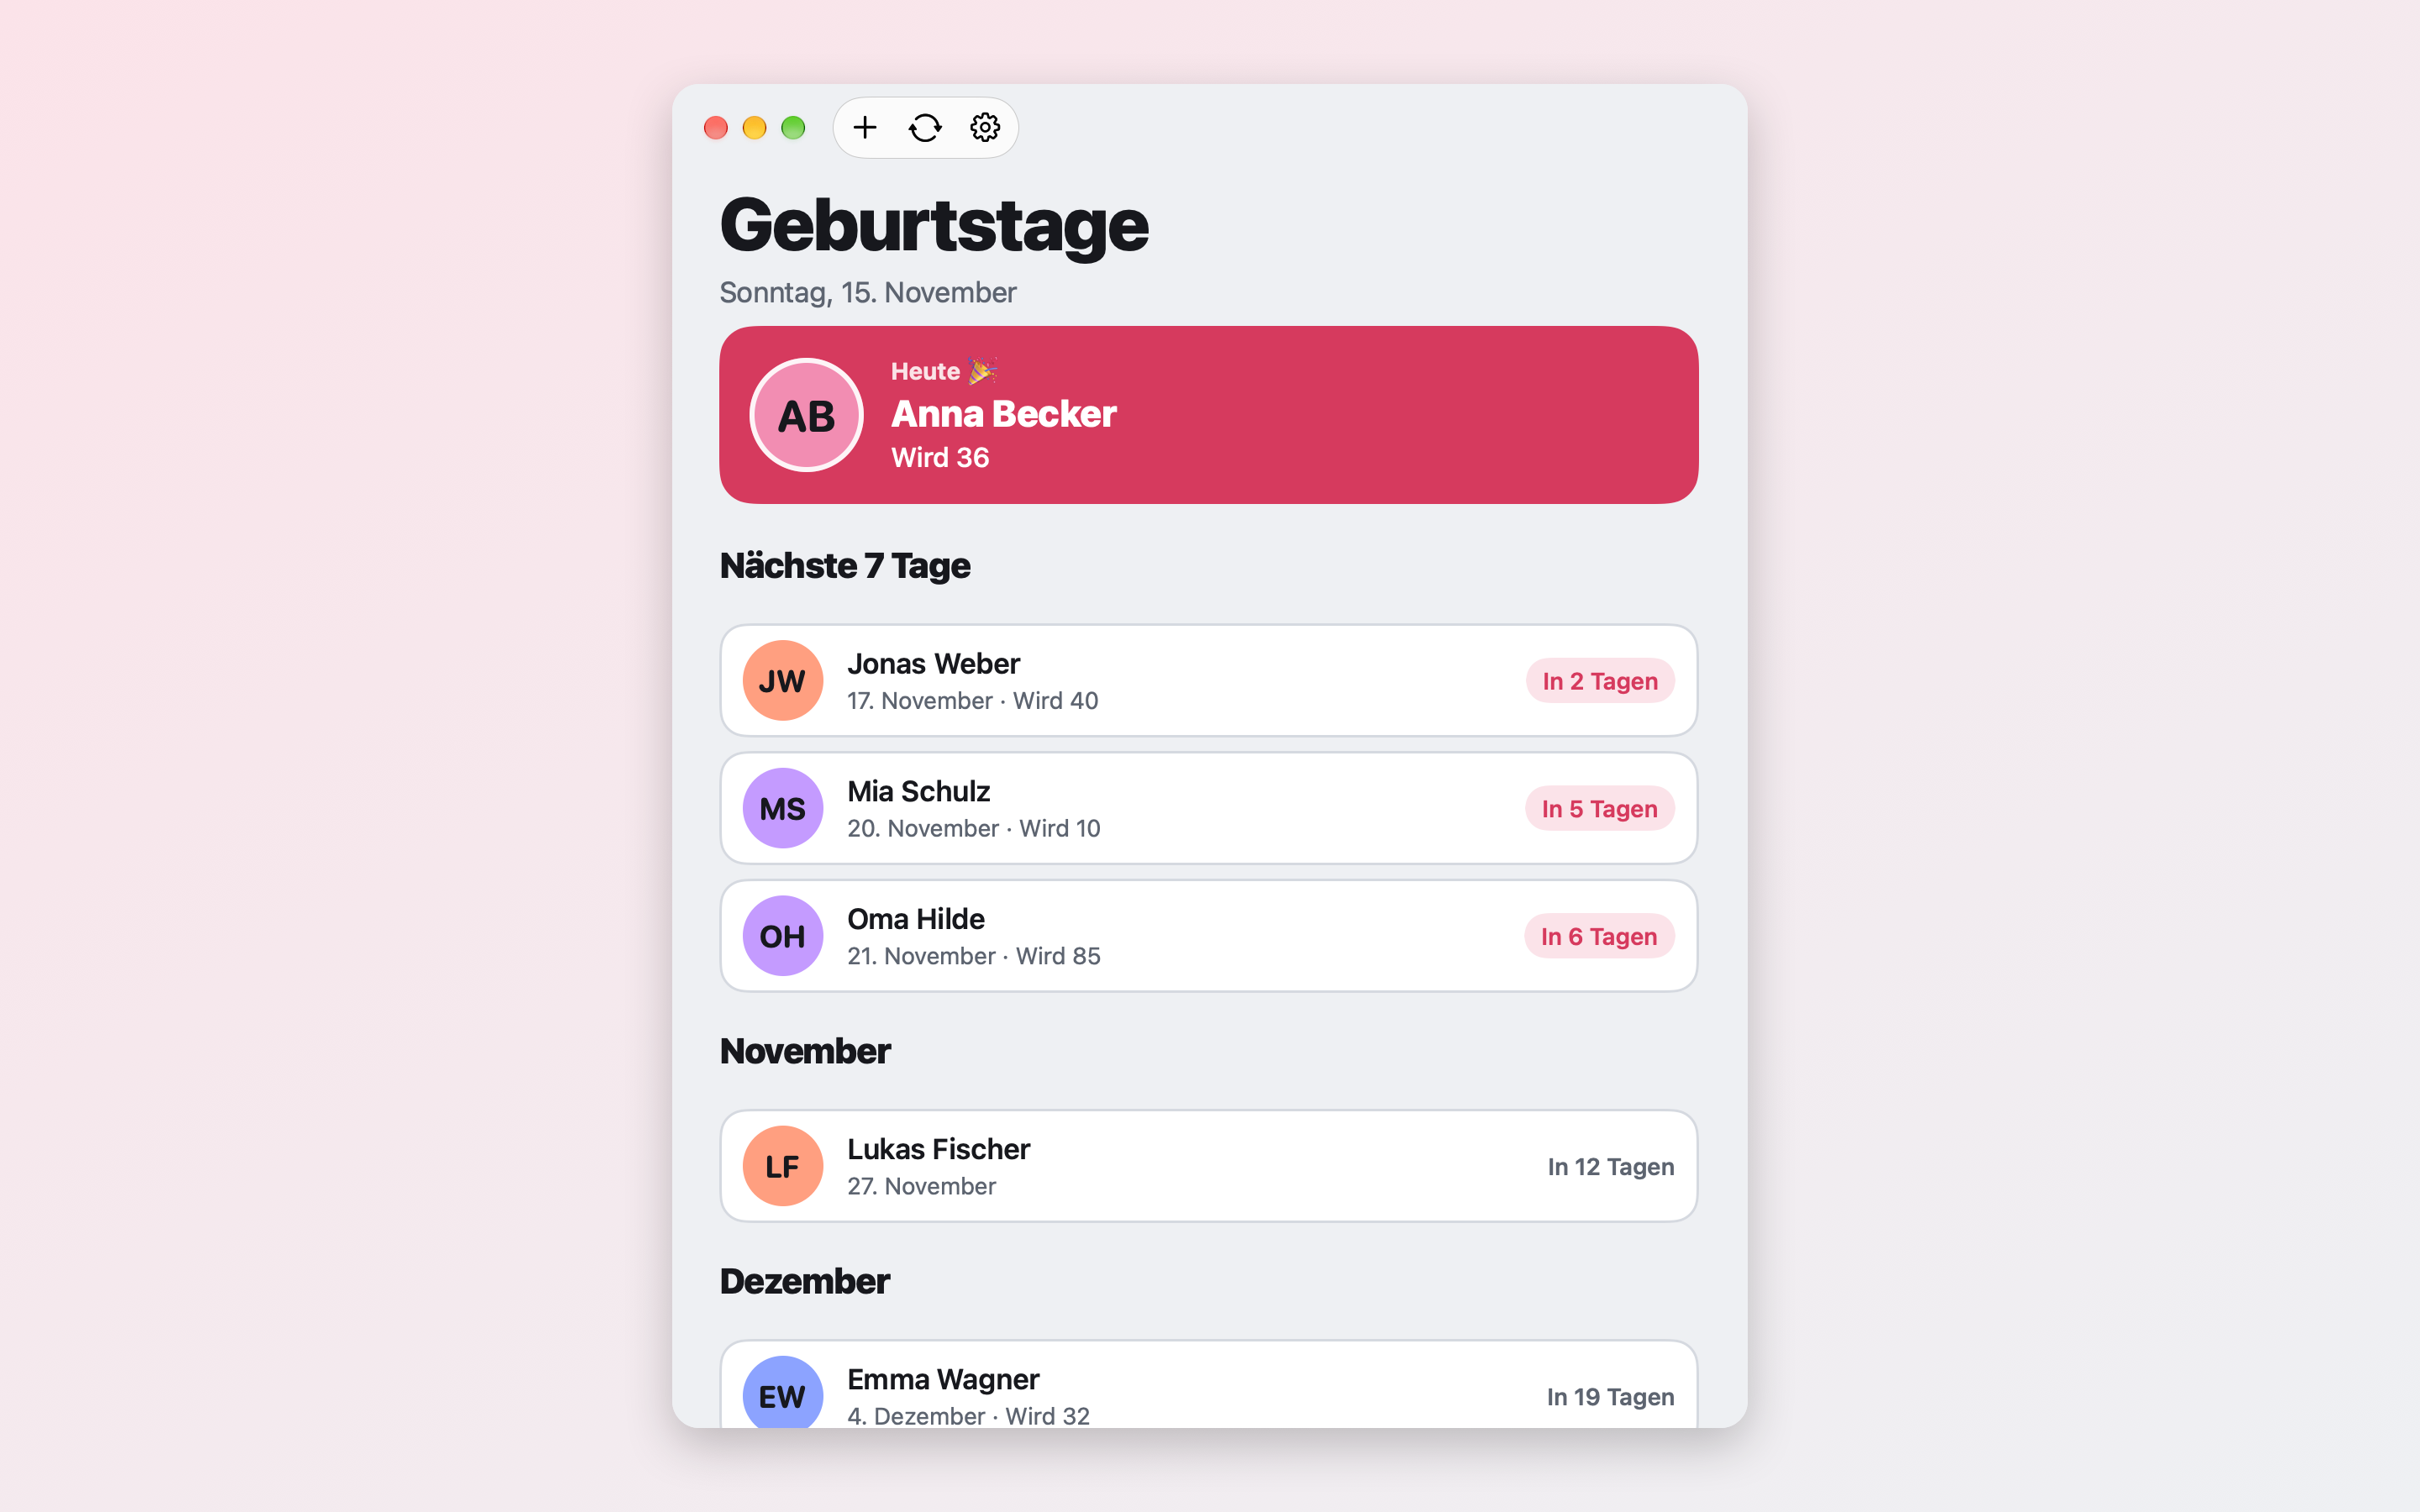 Geburtstage
Sonntag, 15. November
Heute 🎉
AB
Anna Becker
Wird 36
Nächste 7 Tage
JW
Jonas Weber
17. November · Wird 40
In 2 Tagen
MS
Mia Schulz
20. November · Wird 10
In 5 Tagen
OH
Oma Hilde
21. November · Wird 85
In 6 Tagen
November
LF
Lukas Fischer
27. November
In 12 Tagen
Dezember
EW
Emma Wagner
4. Dezember · Wird 32
In 19 Tagen